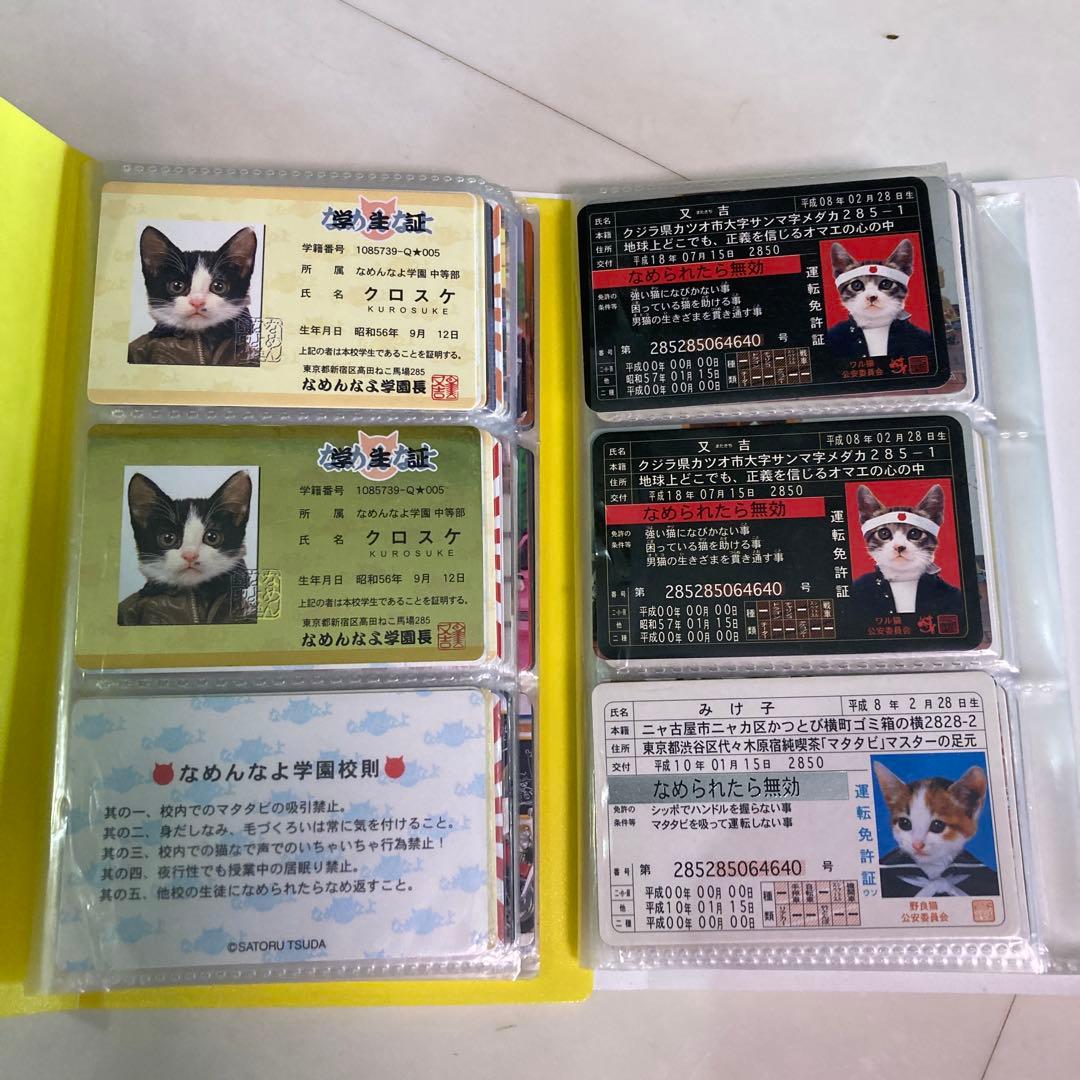 なめ学生証なよ
学籍番号 1085739-Q★005
所属 なめんなよ学園 中等部
氏名 クロスケ
KUROSUKE
生年月日 昭和56年 9月 12日
上記の者は本校学生であることを証明する。
東京都新宿区高田ねこ馬場285
なめんなよ学園長
なめ学生証なよ
学籍番号 1085739-Q★005
所属 なめんなよ学園 中等部
氏名 クロスケ
KUROSUKE
生年月日 昭和56年 9月 12日
上記の者は本校学生であることを証明する。
東京都新宿区高田ねこ馬場285
なめんなよ学園長
なめんなよ学園校則
其の一、校内でのマタタビの吸引禁止。
其の二、身だしなみ、毛づくろいは常に気を付けること。
其の三、校内での猫なで声でのいちゃいちゃ行為禁止!
其の四、夜行性でも授業中の居眠り禁止。
其の五、他校の生徒になめられたらなめ返すこと。
©SATORU TSUDA
氏名 又吉 平成08年02月28日生
本籍 クジラ県カツオ市大字サンマ字メダカ285-1
住所 地球上どこでも、正義を信じるオマエの心の中
交付 平成18年07月15日 2850
なめられたら無効
免許の条件等
強い猫になびかない事
困っている猫を助ける事
男猫の生きざまを貫き通す事
運転免許証
番号 第 285285064640 号
二・小・原 平成00年00月00日
他 昭和57年01月15日
二種 平成00年00月00日
種類
ワル猫
公安委員会
氏名 又吉 平成08年02月28日生
本籍 クジラ県カツオ市大字サンマ字メダカ285-1
住所 地球上どこでも、正義を信じるオマエの心の中
交付 平成18年07月15日 2850
なめられたら無効
免許の条件等
強い猫になびかない事
困っている猫を助ける事
男猫の生きざまを貫き通す事
運転免許証
番号 第 285285064640 号
二・小・原 平成00年00月00日
他 昭和57年01月15日
二種 平成00年00月00日
種類
ワル猫
公安委員会
氏名 みけ子 平成8年2月28日生
本籍 ニャ古屋市ニャカ区かつとび横町ゴミ箱の横2828-2
住所 東京都渋谷区代々木原宿純喫茶「マタタビ」マスターの足元
交付 平成10年01月15日 2850
なめられたら無効
免許の条件等
シッポでハンドルを握らない事
マタタビを吸って運転しない事
運転免許証
ウソ
番号 第 285285064640 号
二・小・原 平成00年00月00日
他 平成10年01月15日
二種 平成00年00月00日
種類
野良猫
公安委員会